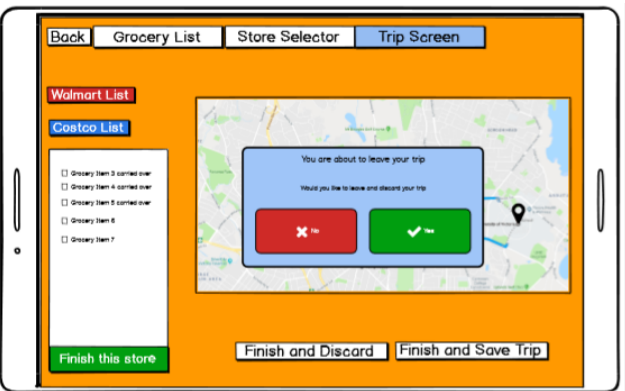 Back
Grocery List
Store Selector
Trip Screen
Walmart List
Costco List
Grocery Item 3 carried over
Grocery Item 4 carried over
Grocery Item 5 carried over
Grocery Item 6
Grocery Item 7
Finish this store
You are about to leave your trip
Would you like to leave and discard your trip
No
Yes
Finish and Discard
Finish and Save Trip